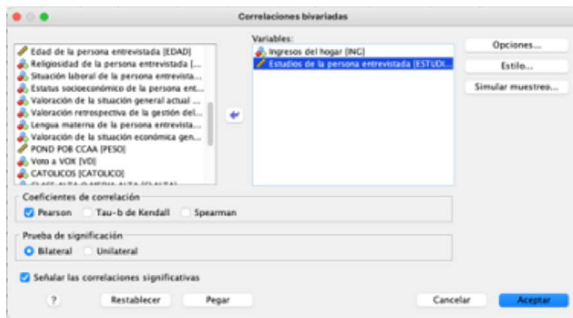 Correlaciones bivariadas
Variables:
Edad de la persona entrevistada [EDAD]
Religiosidad de la persona entrevistada [...
Situación laboral de la persona entrevista...
Estatus socioeconómico de la persona ent...
Valoración de la situación general actual ...
Valoración retrospectiva de la gestión del...
Lengua materna de la persona entrevista...
Valoración de la situación económica gen...
POND POB CCAA [PESO]
Voto a VOX [VD]
CATOLICOS [CATOLICO]
Ingresos del hogar [ING]
Estudios de la persona entrevistada [ESTUDI...
Opciones...
Estilo...
Simular muestreo...
Coeficientes de correlación
Pearson Tau-b de Kendall Spearman
Prueba de significación
Bilateral Unilateral
Señalar las correlaciones significativas
? Restablecer Pegar Cancelar Aceptar